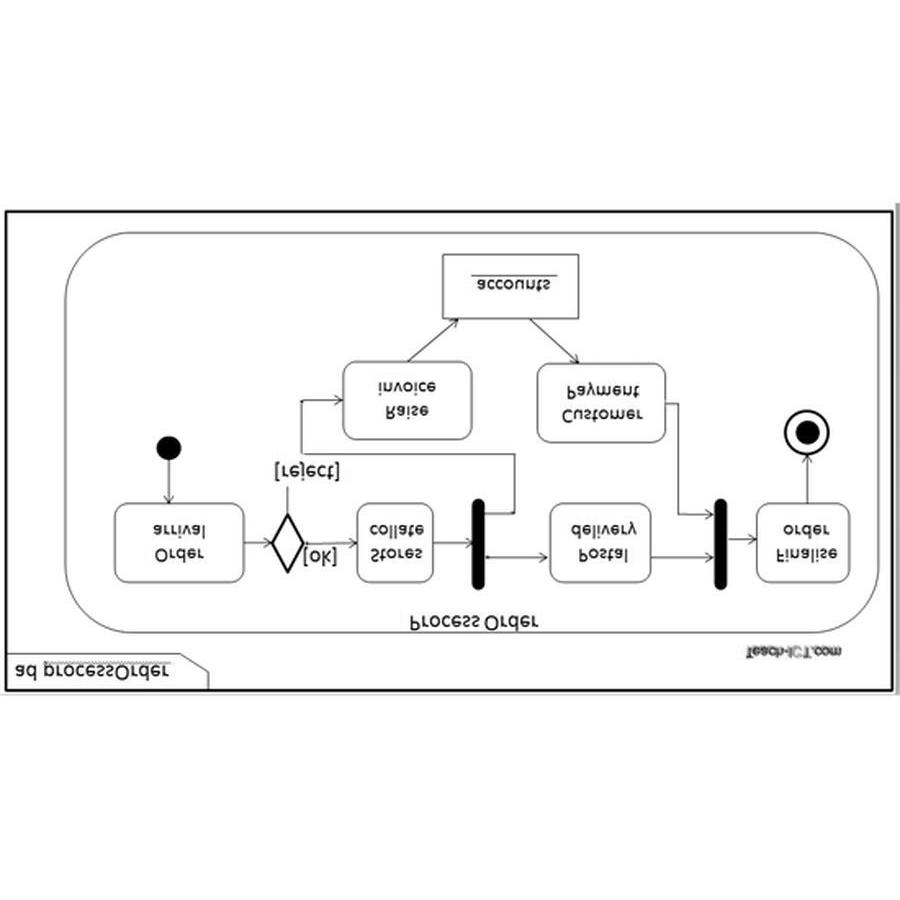 ad processOrder
Teach-ICT.com
Process Order
Order
arrival
[ok]
[reject]
Stores
collate
Postal
delivery
Finalise
order
Raise
invoice
Customer
Payment
accounts